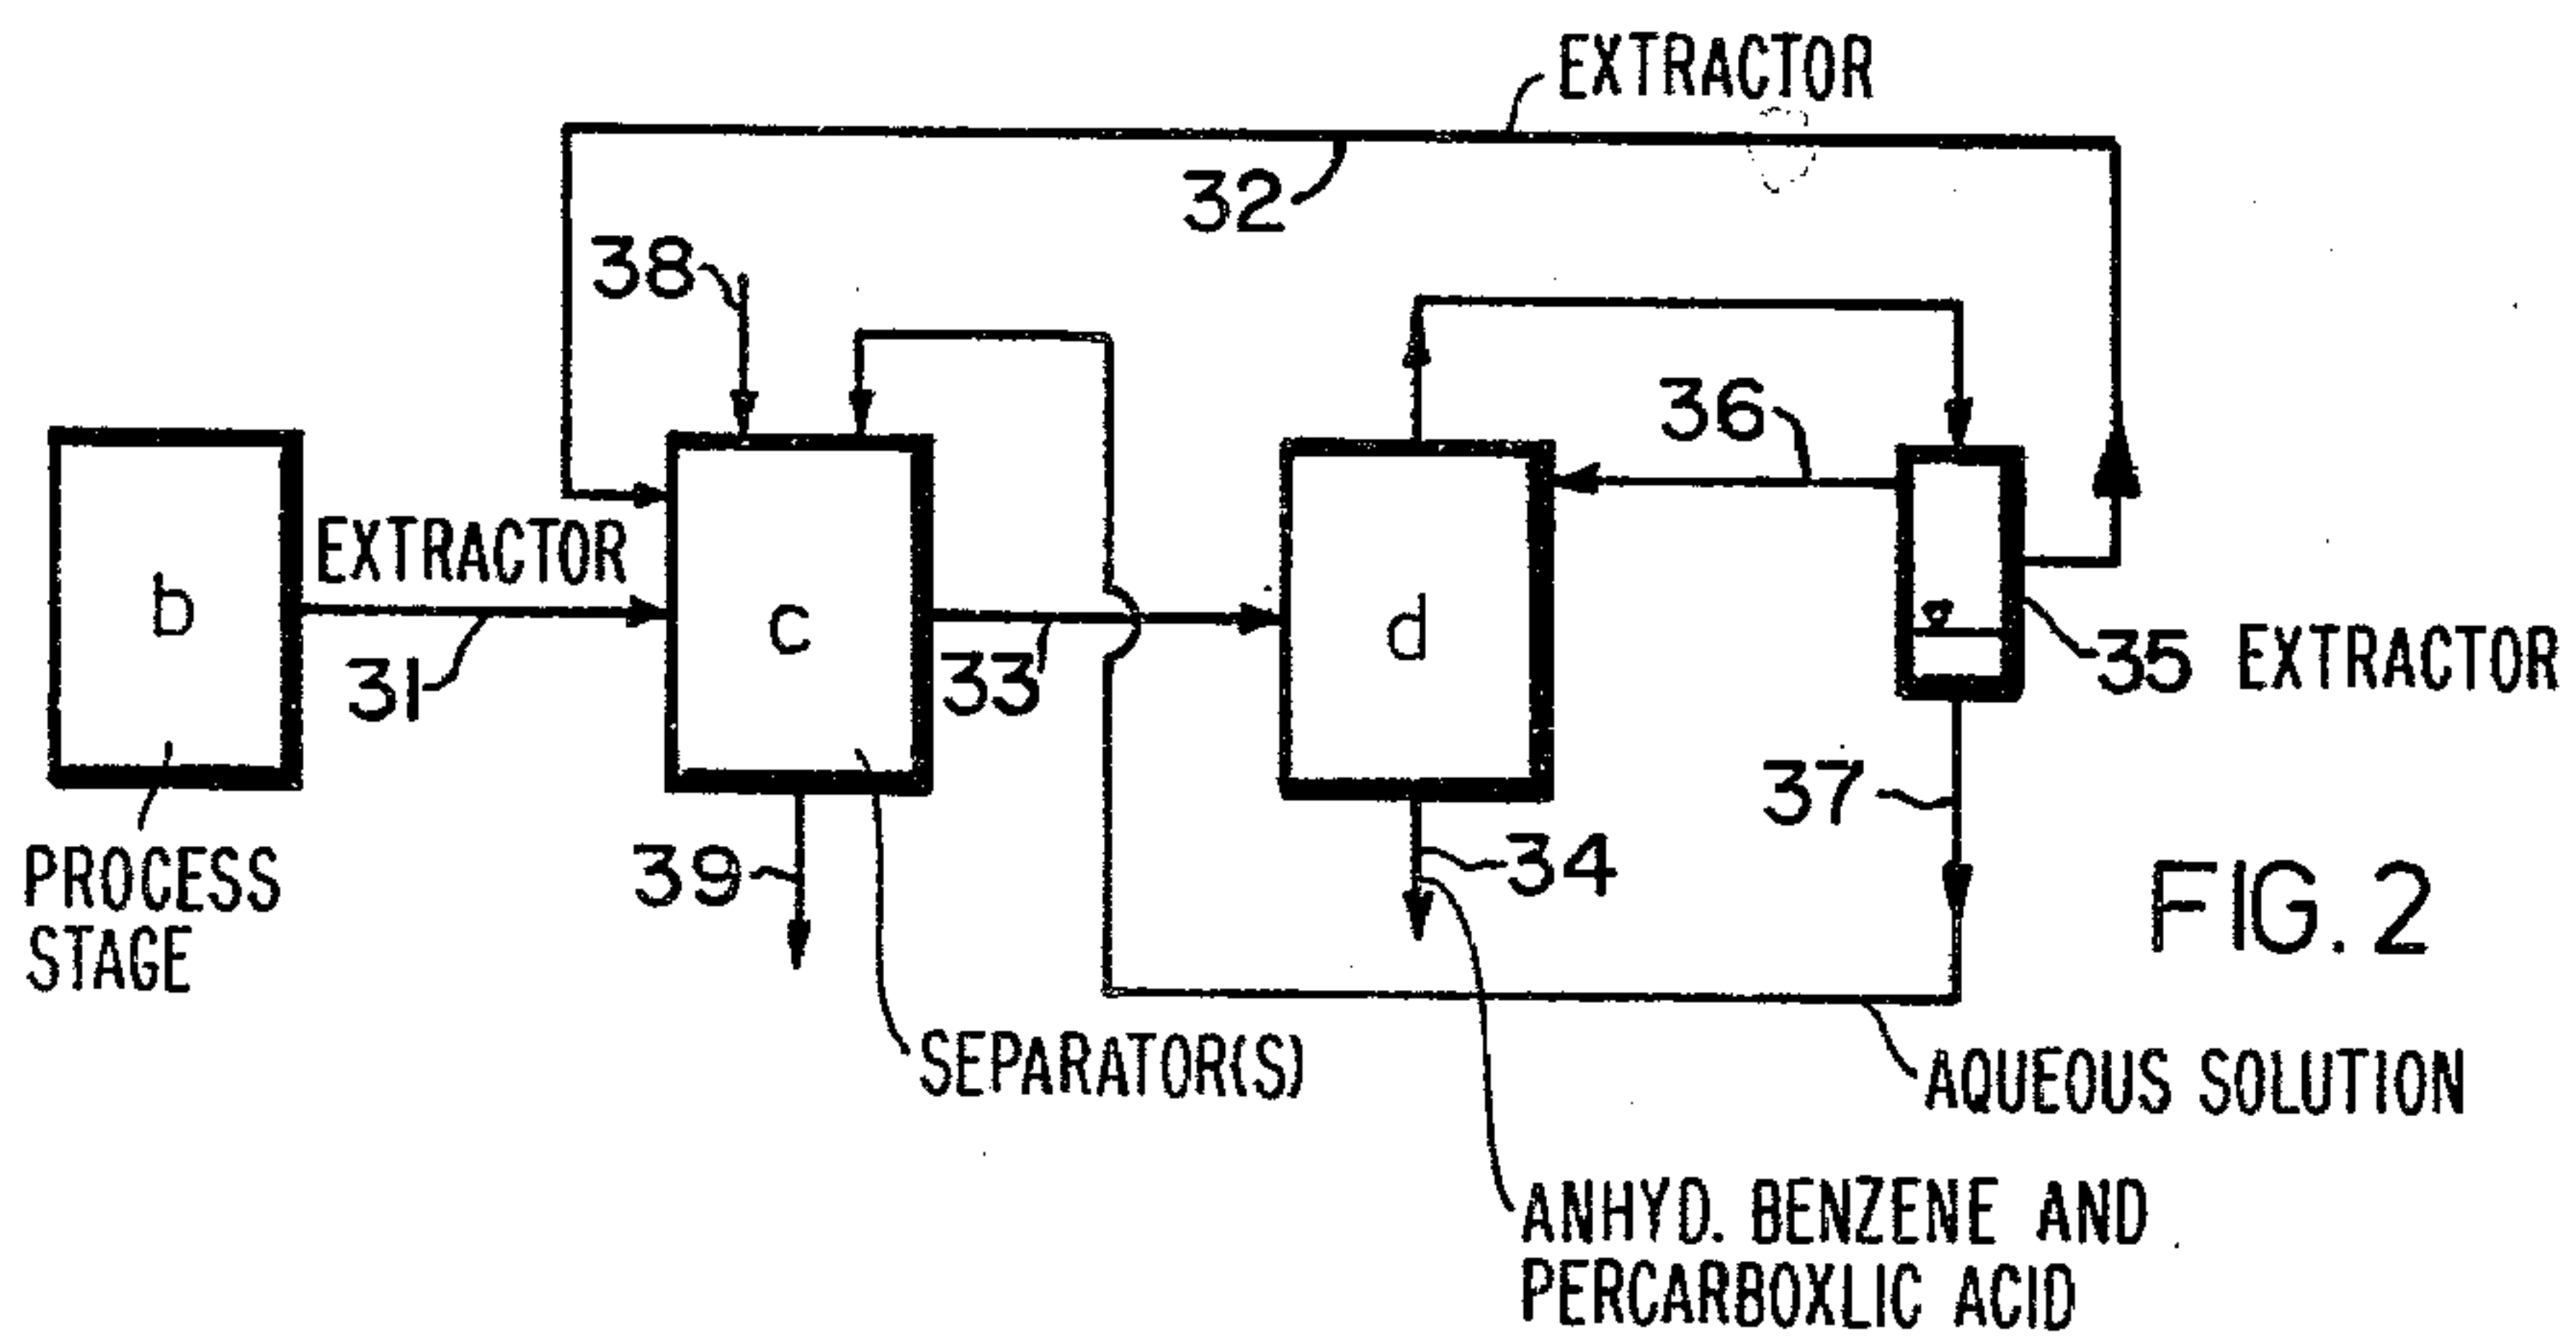 EXTRACTOR
32
38
36
EXTRACTOR
b
c
d
31
33
35 EXTRACTOR
37
39
34
PROCESS
STAGE
FIG. 2
SEPARATOR(S)
AQUEOUS SOLUTION
ANHYD. BENZENE AND
PERCARBOXLIC ACID